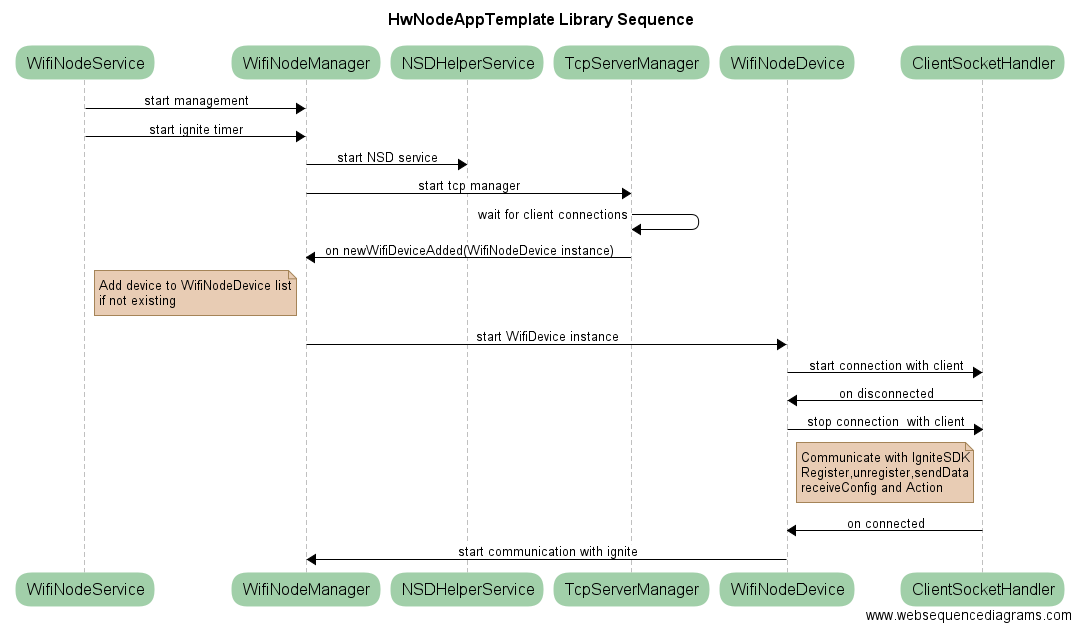 HwNodeAppTemplate Library Sequence
WifiNodeService
WifiNodeManager
NSDHelperService
TcpServerManager
WifiNodeDevice
ClientSocketHandler
start management
start ignite timer
start NSD service
start tcp manager
wait for client connections
on newWifiDeviceAdded(WifiNodeDevice instance)
Add device to WifiNodeDevice list
if not existing
start WifiDevice instance
start connection with client
on disconnected
stop connection  with client
Communicate with IgniteSDK
Register,unregister,sendData
receiveConfig and Action
on connected
start communication with ignite
WifiNodeService
WifiNodeManager
NSDHelperService
TcpServerManager
WifiNodeDevice
ClientSocketHandler
www.websequencediagrams.com